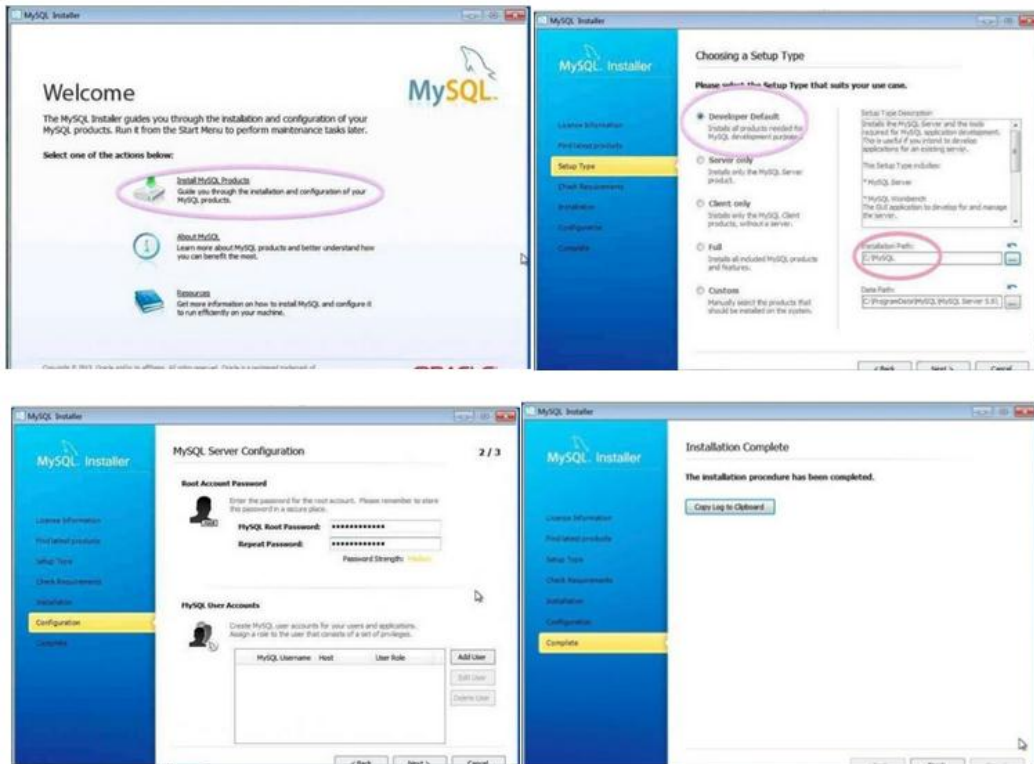 MySQL Installer
MySQL
Welcome
The MySQL Installer guides you through the installation and configuration of your
MySQL products. Run it from the Start Menu to perform maintenance tasks later.
Select one of the actions below:
Install MySQL Products
Guide you through the installation and configuration of your
MySQL products.
About MySQL
Learn more about MySQL products and better understand how
you can benefit the most.
Resources
Get more information on how to install MySQL and configure it
to run efficiently on your machine.
MySQL Installer
MySQL. Installer
License Information
Find latest products
Setup Type
Check Requirements
Installation
Configuration
Complete
Choosing a Setup Type
Please select the Setup Type that suits your use case.
Developer Default
Installs all products needed for
MySQL development purposes.
Server only
Installs only the MySQL Server
product.
Client only
Installs only the MySQL Client
products, without a server.
Full
Installs all included MySQL products
and features.
Custom
Manually select the products that
should be installed on the system.
Setup Type Description
Installs the MySQL Server and the tools
required for MySQL application development.
This is useful if you intend to develop
applications for an existing server.
This Setup Type includes:
* MySQL Server
* MySQL Workbench
The GUI application to develop for and manage
the server.
Installation Path:
C:\MySQL
...
Data Path:
...
< Back
Next >
Cancel
MySQL Installer
MySQL. Installer
License Information
Find latest products
Setup Type
Check Requirements
Installation
Configuration
Complete
MySQL Server Configuration
2 / 3
Root Account Password
Enter the password for the root account. Please remember to store
this password in a secure place.
MySQL Root Password:
Repeat Password:
Password Strength: Medium
MySQL User Accounts
Create MySQL user accounts for your users and applications.
Assign a role to the user that consists of a set of privileges.
MySQL Username Host User Role
Add User
Edit User
Delete User
< Back
Next >
Cancel
MySQL Installer
MySQL. Installer
License Information
Find latest products
Setup Type
Check Requirements
Installation
Configuration
Complete
Installation Complete
The installation procedure has been completed.
Copy Log to Clipboard